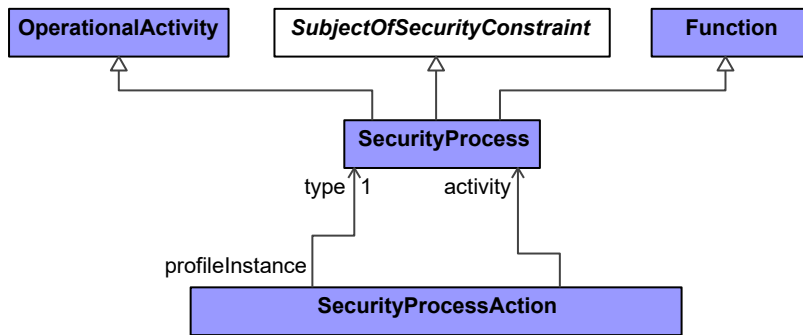 OperationalActivity
SubjectOfSecurityConstraint
Function
SecurityProcess
type 1
activity
profileInstance
SecurityProcessAction